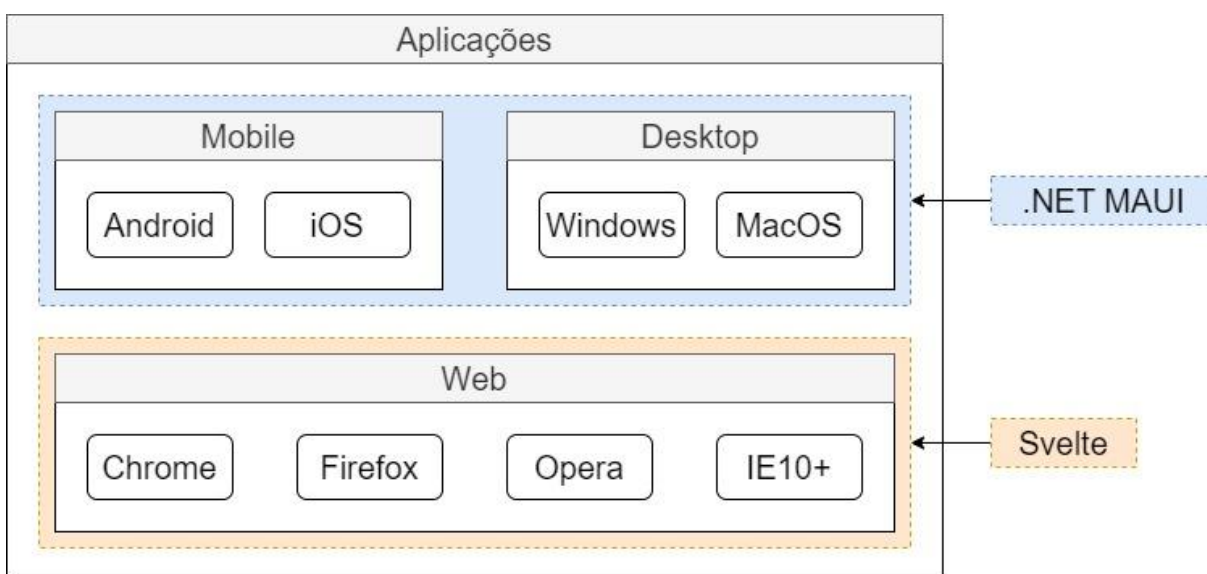 Aplicações
Mobile
Desktop
Android
iOS
Windows
MacOS
.NET MAUI
Web
Chrome
Firefox
Opera
IE10+
Svelte